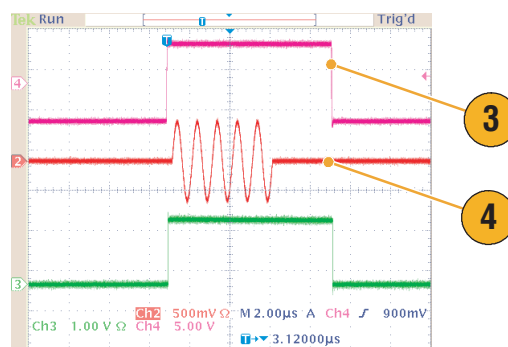 Tek Run Trig'd
T
T
4
3
2
4
3
Ch2 500mV Ω M 2.00µs A Ch4 ʃ 900mV
Ch3 1.00 V Ω Ch4 5.00 V
T→▼ 3.12000µs